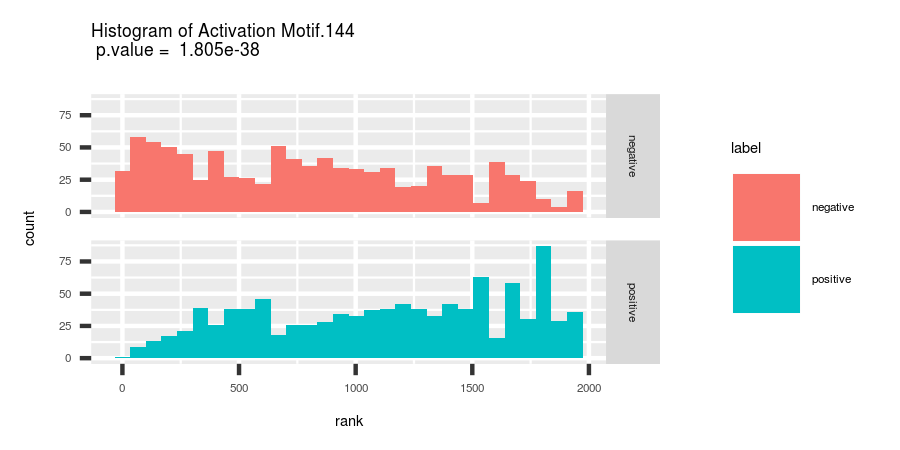 Histogram of Activation Motif.144
p.value = 1.805e-38
count
75
50
25
0
negative
75
50
25
0
positive
0 500 1000 1500 2000
rank
label
negative
positive